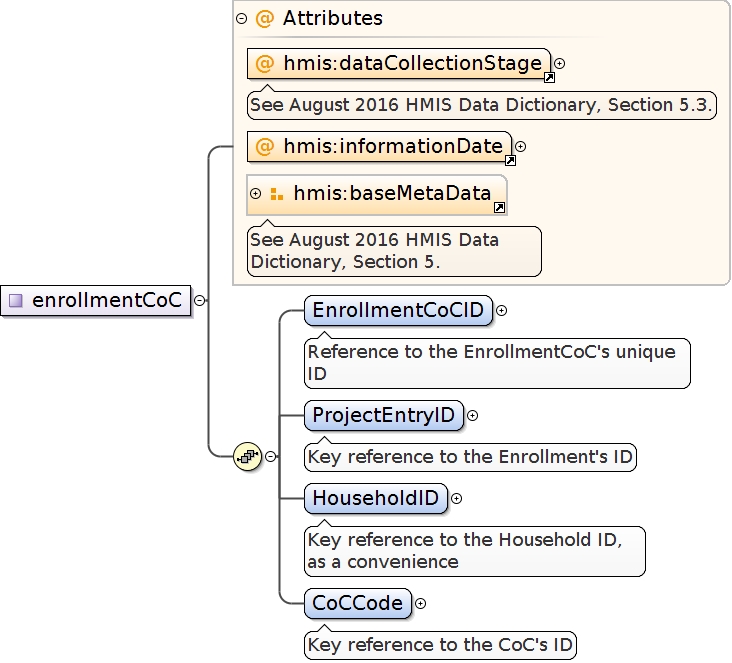 Attributes
hmis:dataCollectionStage
See August 2016 HMIS Data Dictionary, Section 5.3.
hmis:informationDate
hmis:baseMetaData
See August 2016 HMIS Data
Dictionary, Section 5.
enrollmentCoC
EnrollmentCoCID
Reference to the EnrollmentCoC's unique
ID
ProjectEntryID
Key reference to the Enrollment's ID
HouseholdID
Key reference to the Household ID,
as a convenience
CoCCode
Key reference to the CoC's ID